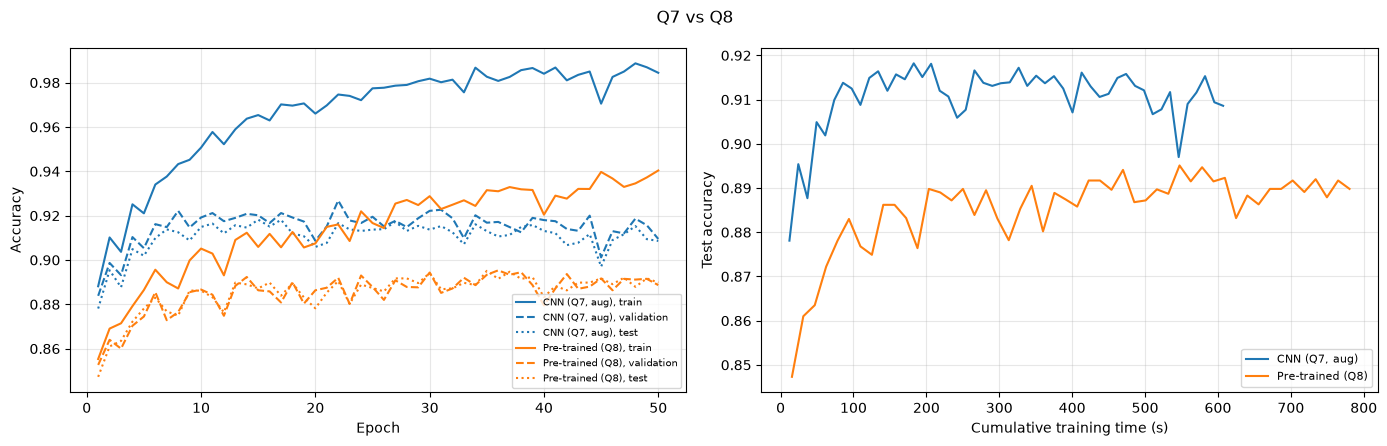 Q7 vs Q8
Accuracy
0.98
0.96
0.94
0.92
0.90
0.88
0.86
0
10
20
30
40
50
Epoch
CNN (Q7, aug), train
CNN (Q7, aug), validation
CNN (Q7, aug), test
Pre-trained (Q8), train
Pre-trained (Q8), validation
Pre-trained (Q8), test
Test accuracy
0.92
0.91
0.90
0.89
0.88
0.87
0.86
0.85
0
100
200
300
400
500
600
700
800
Cumulative training time (s)
CNN (Q7, aug)
Pre-trained (Q8)